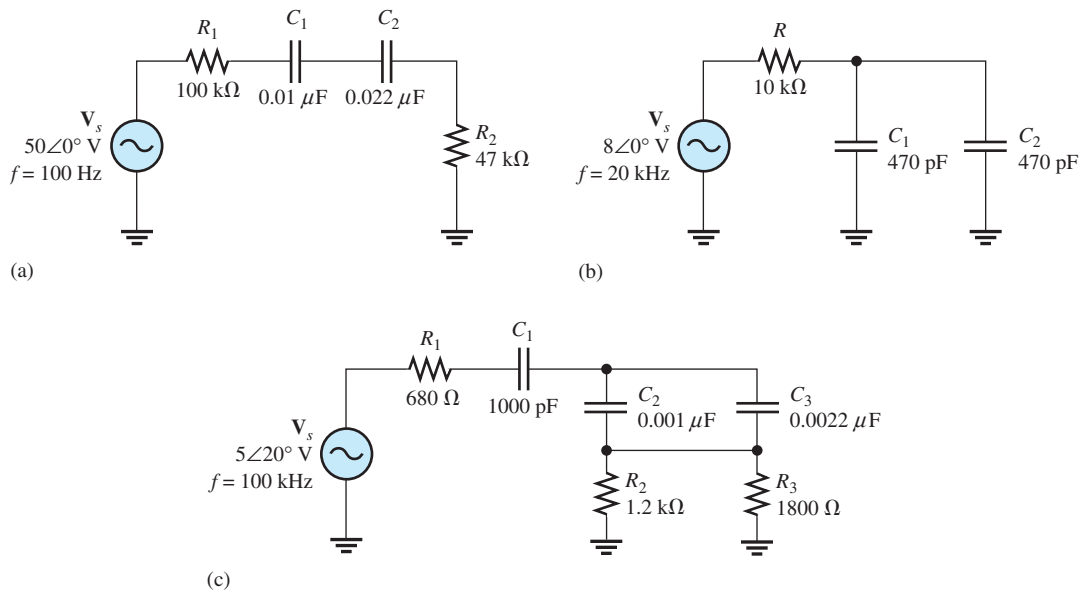 R1
100 kΩ
C1
0.01 μF
C2
0.022 μF
Vs
50∠0° V
f = 100 Hz
R2
47 kΩ
(a)
R
10 kΩ
Vs
8∠0° V
f = 20 kHz
C1
470 pF
C2
470 pF
(b)
R1
680 Ω
C1
1000 pF
Vs
5∠20° V
f = 100 kHz
C2
0.001 μF
C3
0.0022 μF
R2
1.2 kΩ
R3
1800 Ω
(c)